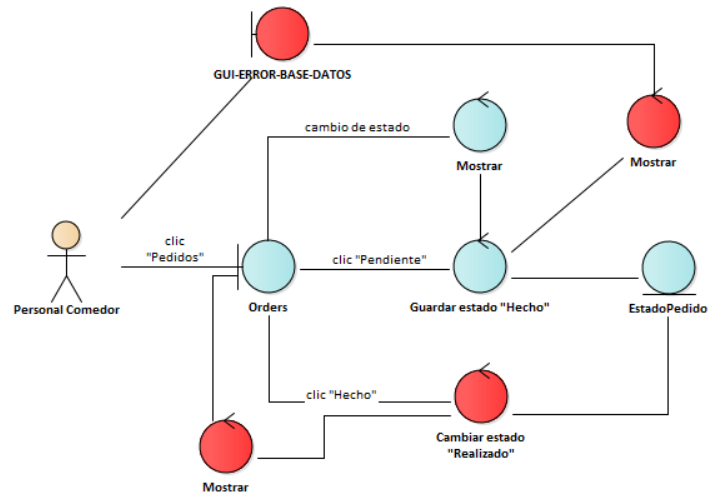 GUI-ERROR-BASE-DATOS
cambio de estado
Mostrar
Mostrar
clic
"Pedidos"
clic "Pendiente"
Personal Comedor
Orders
Guardar estado "Hecho"
EstadoPedido
clic "Hecho"
Cambiar estado
"Realizado"
Mostrar